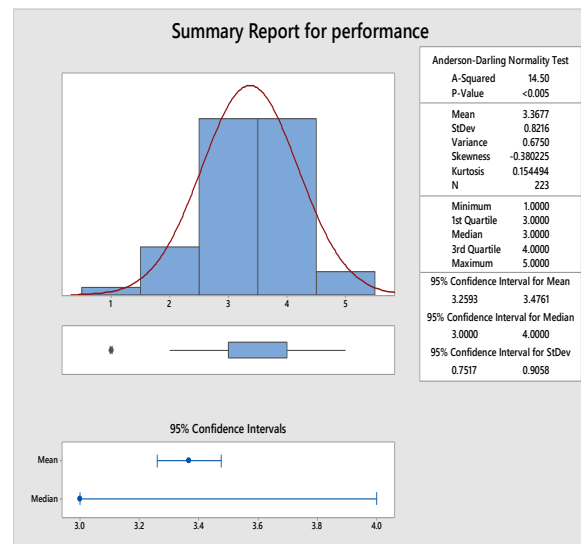 Summary Report for performance
1 2 3 4 5
Anderson-Darling Normality Test
A-Squared 14.50
P-Value <0.005
Mean 3.3677
StDev 0.8216
Variance 0.6750
Skewness -0.380225
Kurtosis 0.154494
N 223
Minimum 1.0000
1st Quartile 3.0000
Median 3.0000
3rd Quartile 4.0000
Maximum 5.0000
95% Confidence Interval for Mean
3.2593 3.4761
95% Confidence Interval for Median
3.0000 4.0000
95% Confidence Interval for StDev
0.7517 0.9058
95% Confidence Intervals
Mean
Median
3.0 3.2 3.4 3.6 3.8 4.0